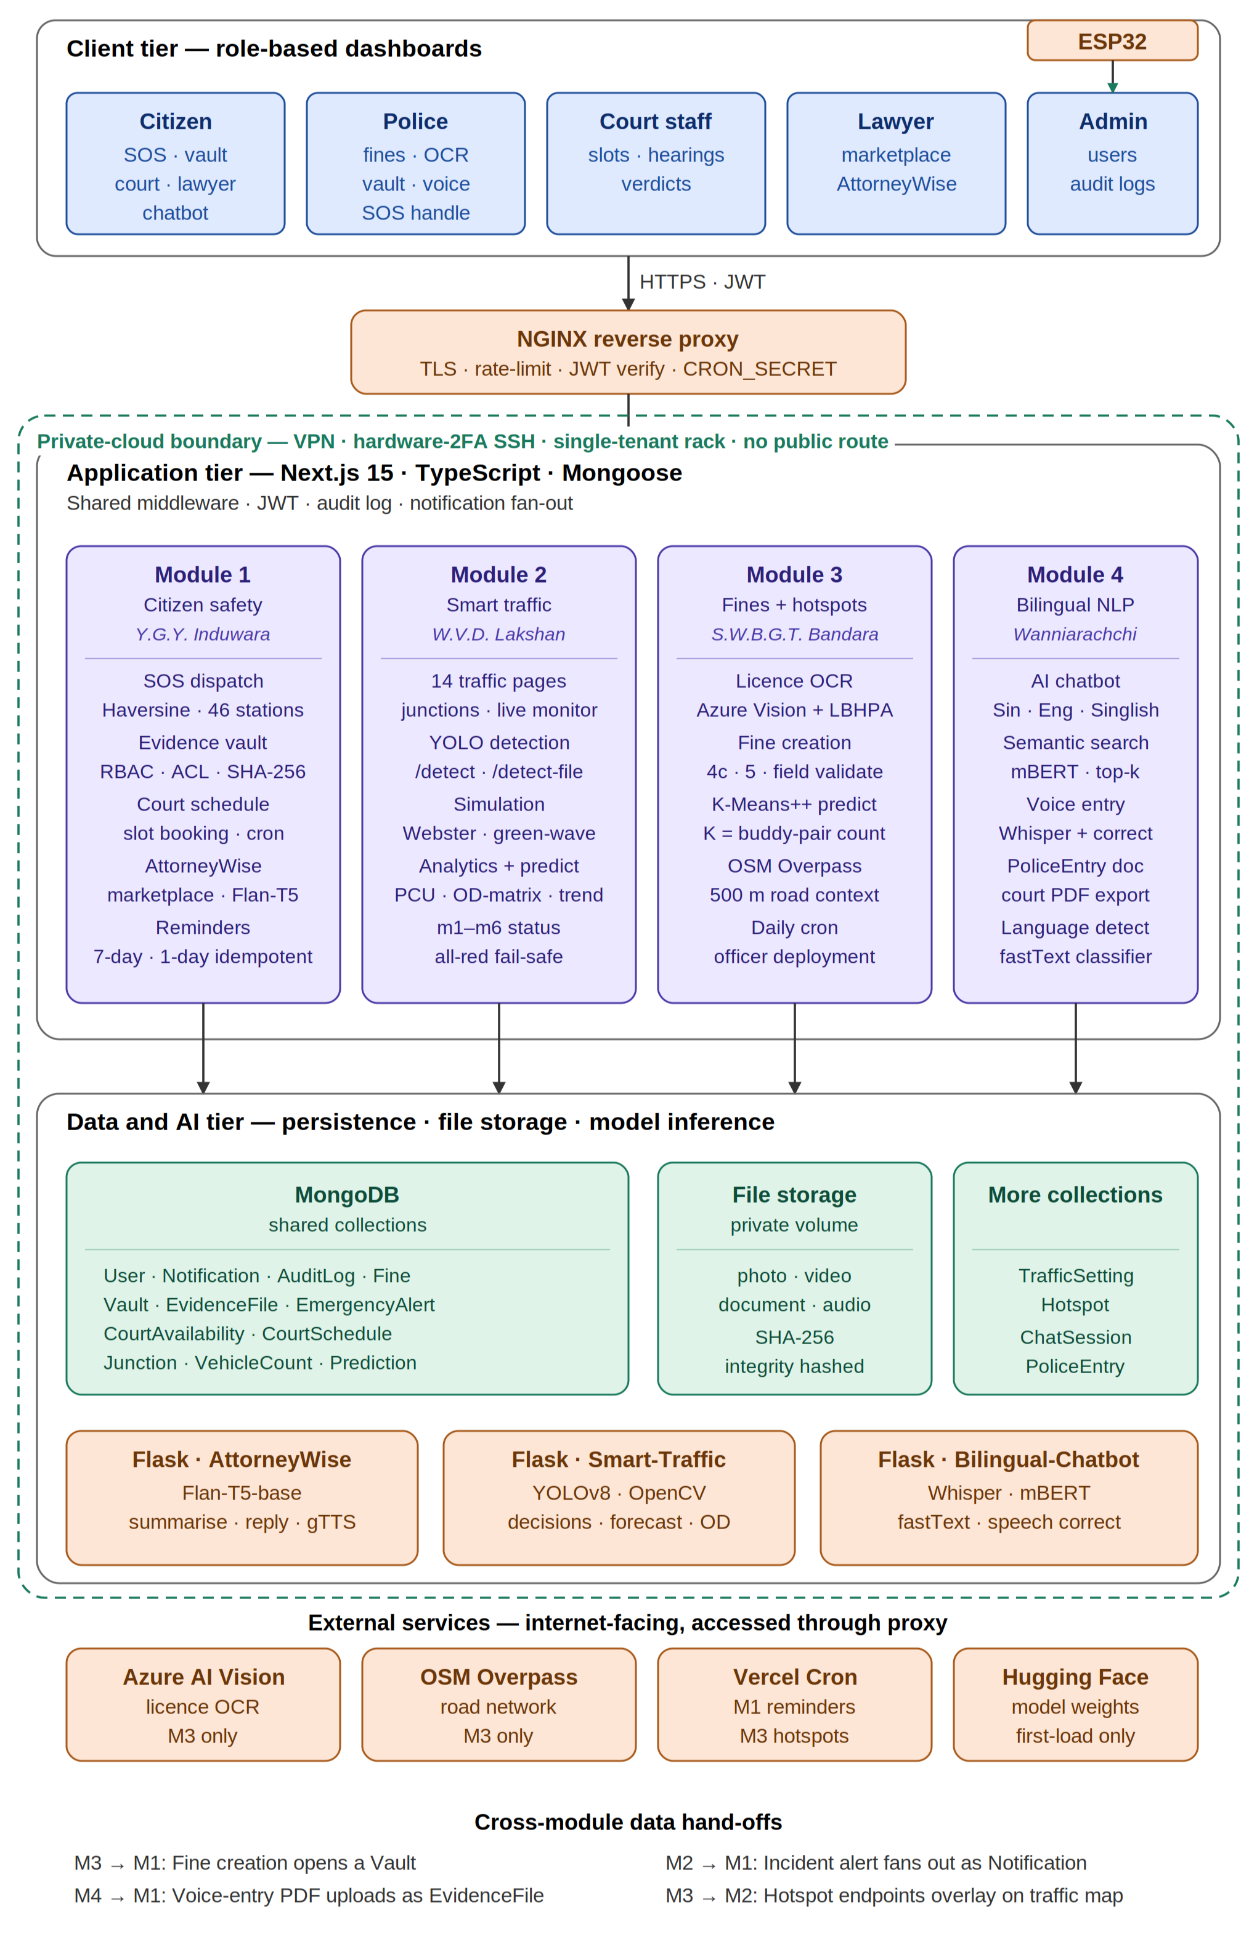 Client tier — role-based dashboards
ESP32
Citizen
SOS · vault
court · lawyer
chatbot
Police
fines · OCR
vault · voice
SOS handle
Court staff
slots · hearings
verdicts
Lawyer
marketplace
AttorneyWise
Admin
users
audit logs
HTTPS · JWT
NGINX reverse proxy
TLS · rate-limit · JWT verify · CRON_SECRET
Private-cloud boundary — VPN · hardware-2FA SSH · single-tenant rack · no public route
Application tier — Next.js 15 · TypeScript · Mongoose
Shared middleware · JWT · audit log · notification fan-out
Module 1
Citizen safety
Y.G.Y. Induwara
SOS dispatch
Haversine · 46 stations
Evidence vault
RBAC · ACL · SHA-256
Court schedule
slot booking · cron
AttorneyWise
marketplace · Flan-T5
Reminders
7-day · 1-day idempotent
Module 2
Smart traffic
W.V.D. Lakshan
14 traffic pages
junctions · live monitor
YOLO detection
/detect · /detect-file
Simulation
Webster · green-wave
Analytics + predict
PCU · OD-matrix · trend
m1–m6 status
all-red fail-safe
Module 3
Fines + hotspots
S.W.B.G.T. Bandara
Licence OCR
Azure Vision + LBHPA
Fine creation
4c · 5 · field validate
K-Means++ predict
K = buddy-pair count
OSM Overpass
500 m road context
Daily cron
officer deployment
Module 4
Bilingual NLP
Wanniarachchi
AI chatbot
Sin · Eng · Singlish
Semantic search
mBERT · top-k
Voice entry
Whisper + correct
PoliceEntry doc
court PDF export
Language detect
fastText classifier
Data and AI tier — persistence · file storage · model inference
MongoDB
shared collections
User · Notification · AuditLog · Fine
Vault · EvidenceFile · EmergencyAlert
CourtAvailability · CourtSchedule
Junction · VehicleCount · Prediction
File storage
private volume
photo · video
document · audio
SHA-256
integrity hashed
More collections
TrafficSetting
Hotspot
ChatSession
PoliceEntry
Flask · AttorneyWise
Flan-T5-base
summarise · reply · gTTS
Flask · Smart-Traffic
YOLOv8 · OpenCV
decisions · forecast · OD
Flask · Bilingual-Chatbot
Whisper · mBERT
fastText · speech correct
External services — internet-facing, accessed through proxy
Azure AI Vision
licence OCR
M3 only
OSM Overpass
road network
M3 only
Vercel Cron
M1 reminders
M3 hotspots
Hugging Face
model weights
first-load only
Cross-module data hand-offs
M3 → M1: Fine creation opens a Vault
M2 → M1: Incident alert fans out as Notification
M4 → M1: Voice-entry PDF uploads as EvidenceFile
M3 → M2: Hotspot endpoints overlay on traffic map